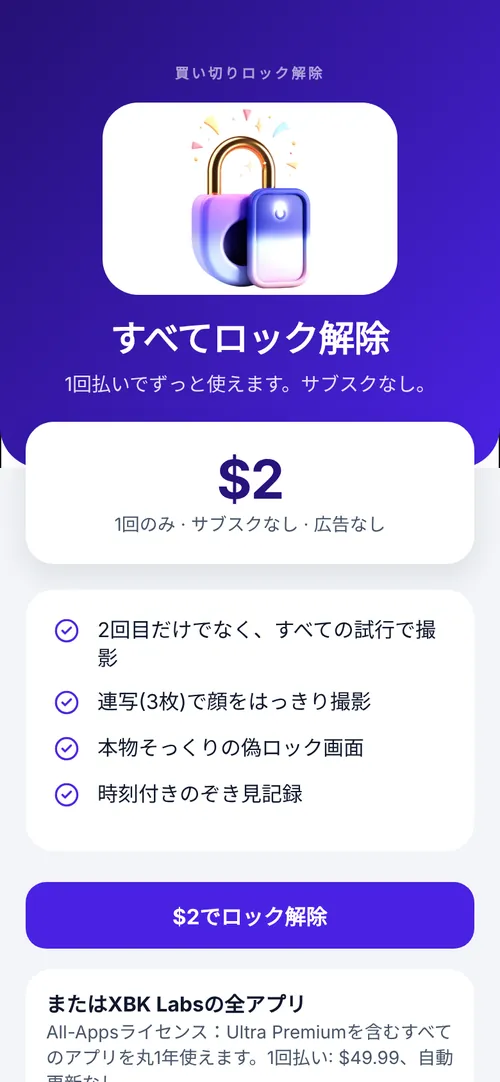 買い切りロック解除
すべてロック解除
1回払いでずっと使えます。サブスクなし。
$2
1回のみ · サブスクなし · 広告なし
2回目だけでなく、すべての試行で撮
影
連写(3枚)で顔をはっきり撮影
本物そっくりの偽ロック画面
時刻付きのぞき見記録
$2でロック解除
またはXBK Labsの全アプリ
All-Appsライセンス：Ultra Premiumを含むすべて
のアプリを丸1年使えます。1回払い: $49.99、自動
更新なし